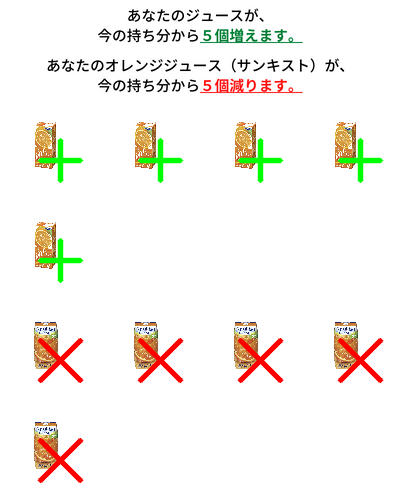 あなたのジュースが、
今の持ち分から５個増えます。
あなたのオレンジジュース（サンキスト）が、
今の持ち分から５個減ります。